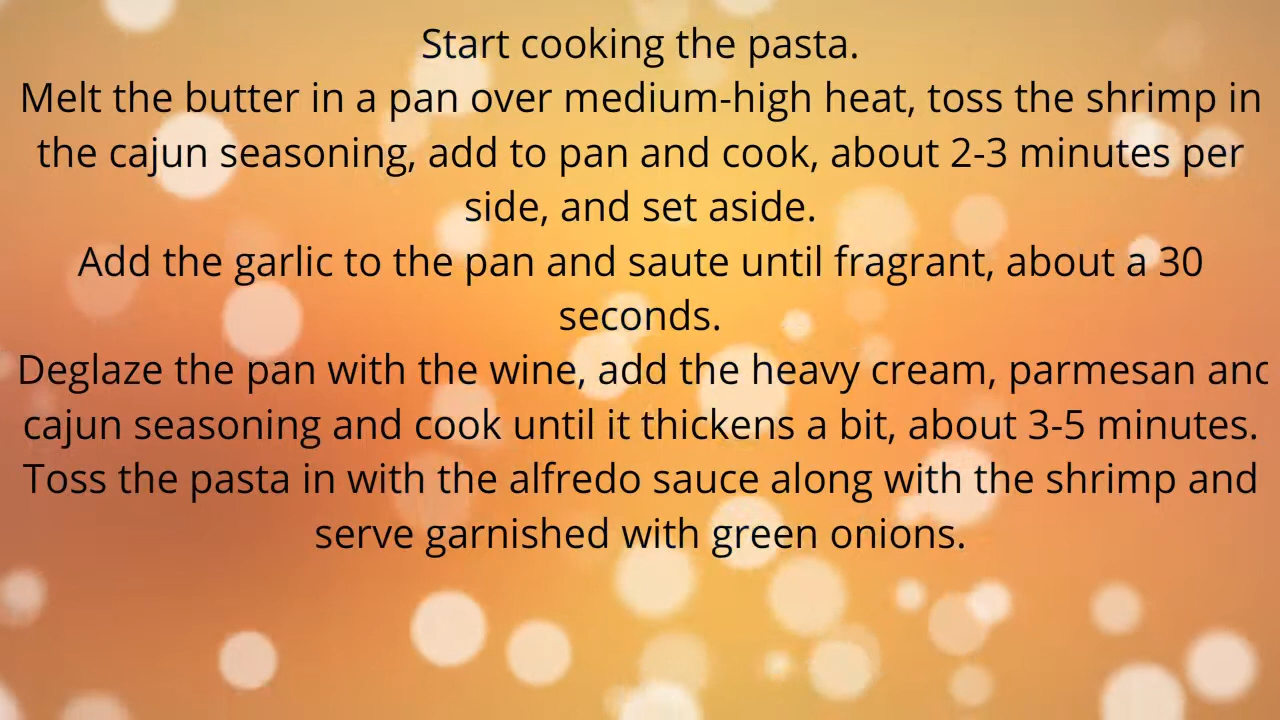 Start cooking the pasta.
Melt the butter in a pan over medium-high heat, toss the shrimp in
the cajun seasoning, add to pan and cook, about 2-3 minutes per
side, and set aside.
Add the garlic to the pan and saute until fragrant, about a 30
seconds.
Deglaze the pan with the wine, add the heavy cream, parmesan and
cajun seasoning and cook until it thickens a bit, about 3-5 minutes.
Toss the pasta in with the alfredo sauce along with the shrimp and
serve garnished with green onions.